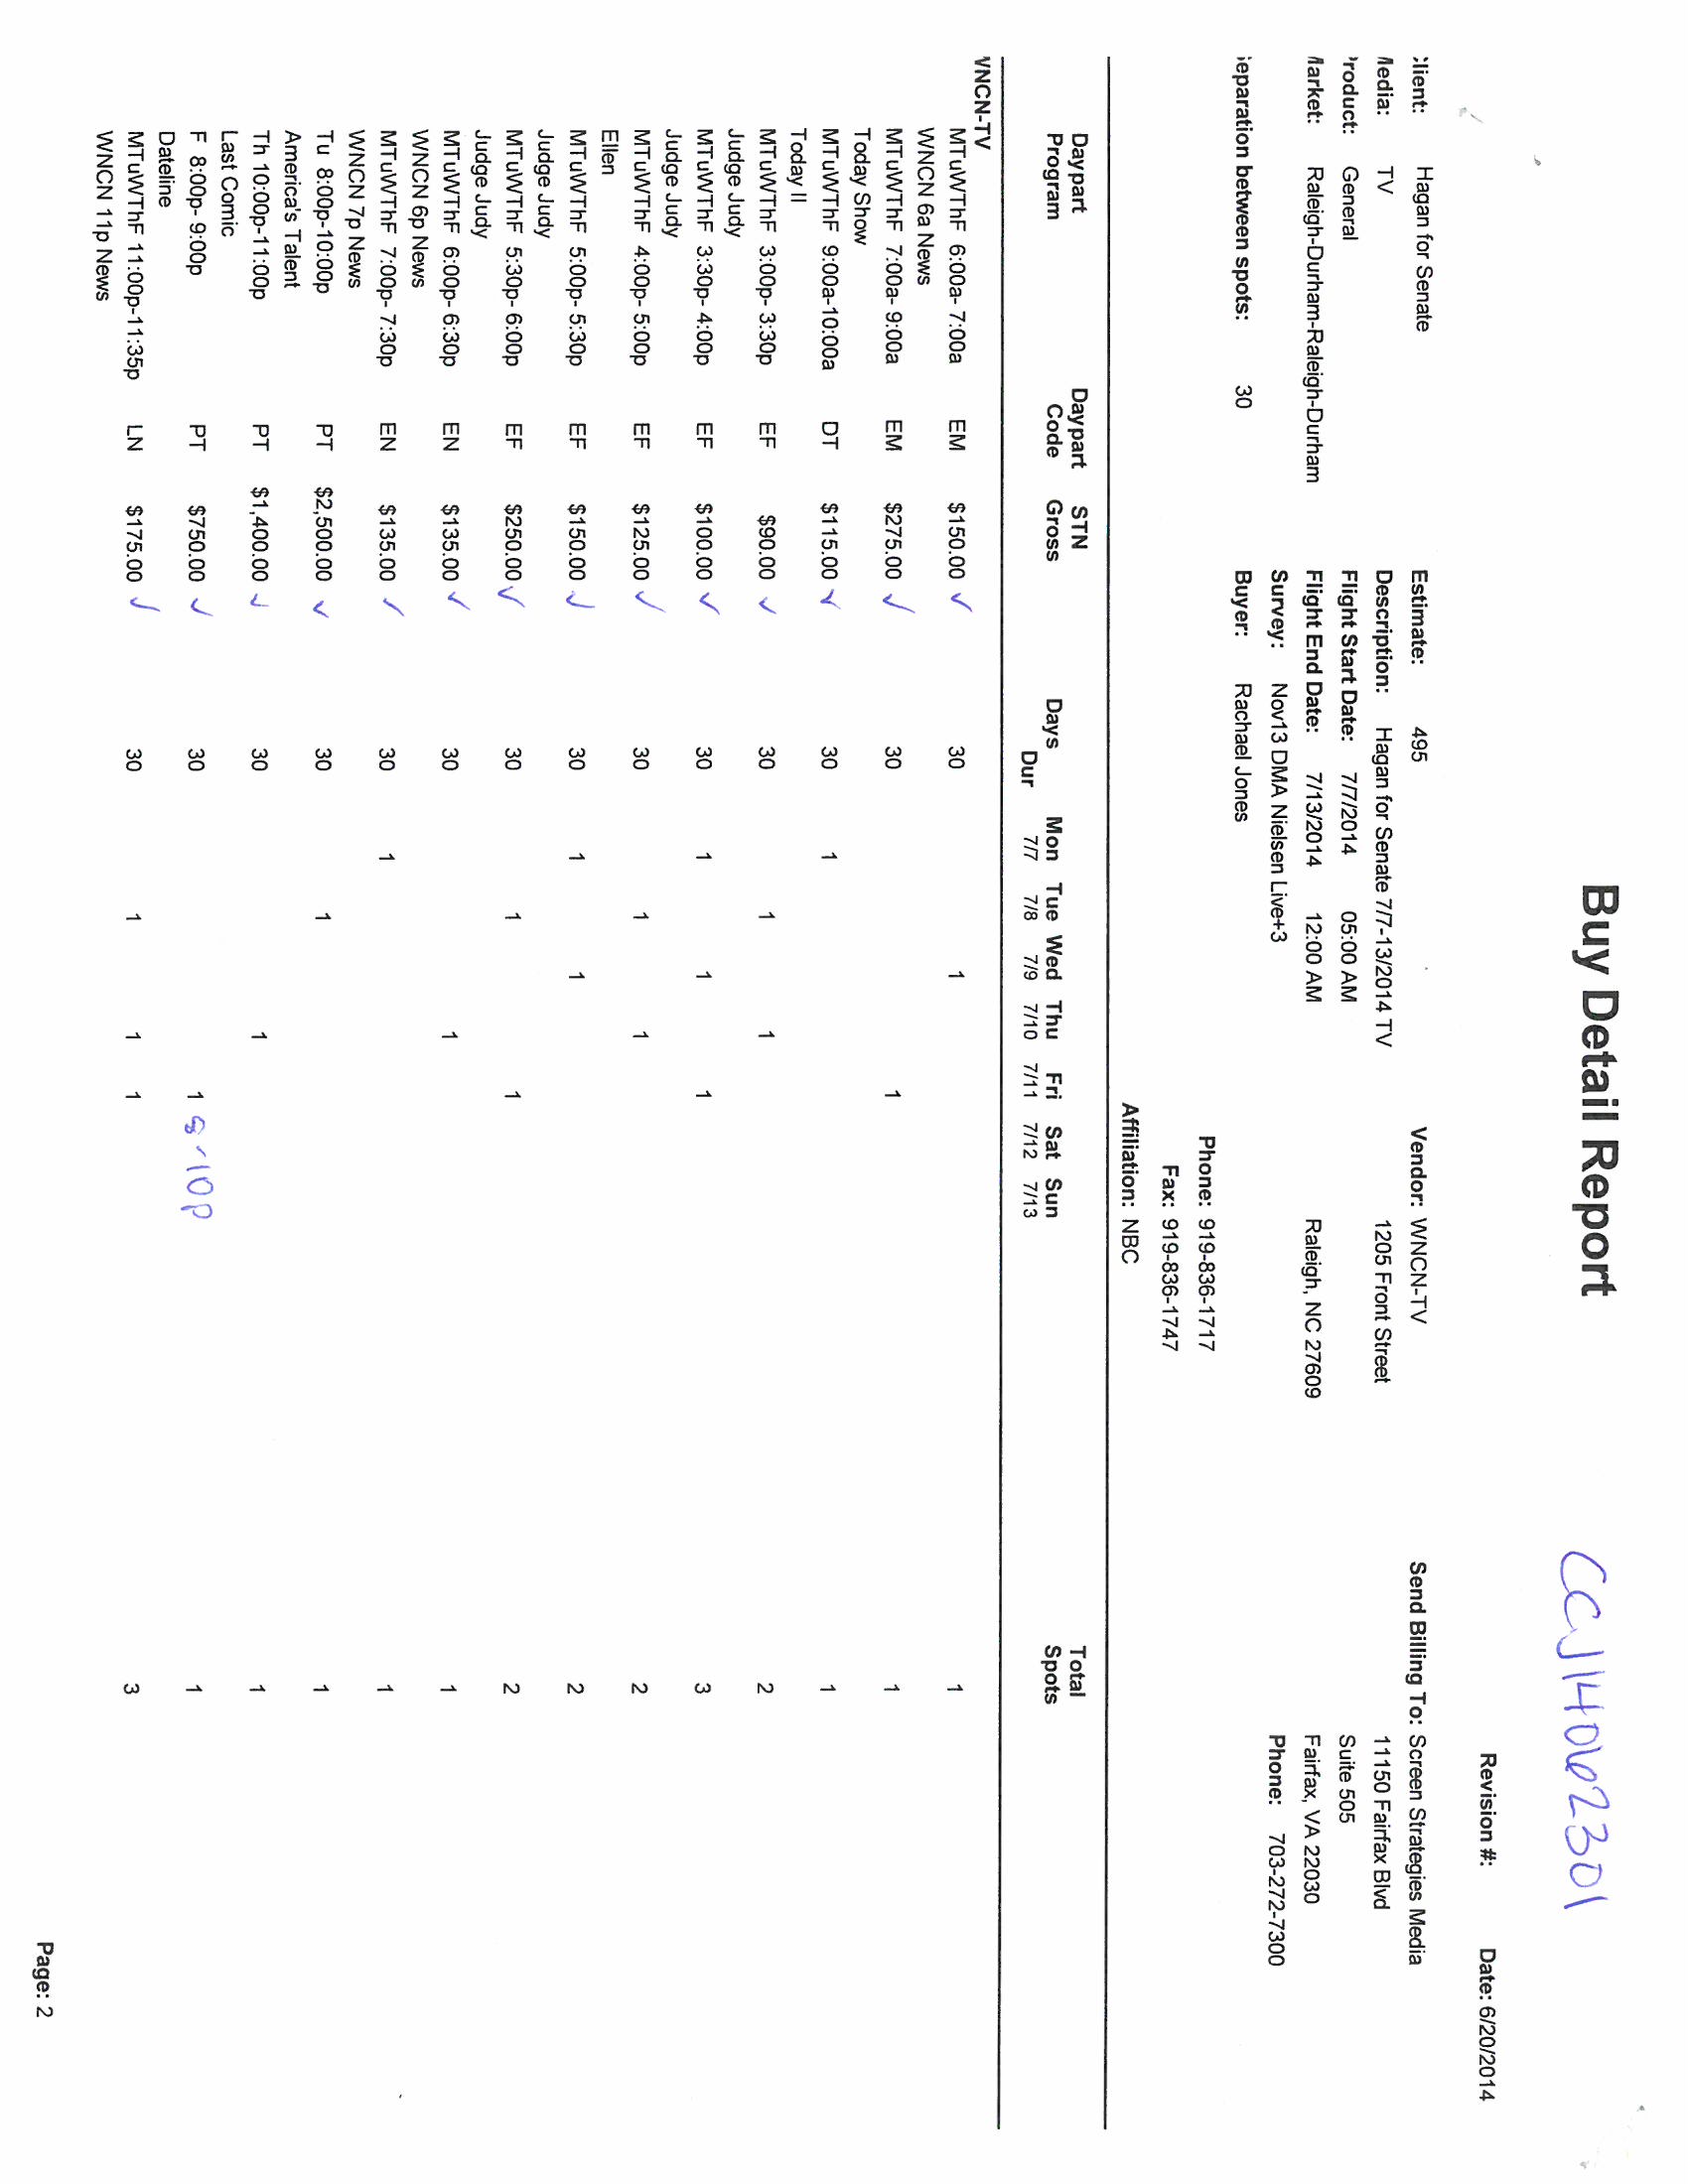 Buy Detail Report
CCJ14062301
Revision #: Date: 6/20/2014
Client: Hagan for Senate Estimate: 495 Vendor: WNCN-TV Send Billing To: Screen Strategies Media
Media: TV Description: Hagan for Senate 7/7-13/2014 TV 1205 Front Street 11150 Fairfax Blvd
Product: General Flight Start Date: 7/7/2014 05:00 AM Suite 505
Market: Raleigh-Durham-Raleigh-Durham Flight End Date: 7/13/2014 12:00 AM Raleigh, NC 27609 Fairfax, VA 22030
Survey: Nov13 DMA Nielsen Live+3 Phone: 703-272-7300
Separation between spots: 30 Buyer: Rachael Jones
Phone: 919-836-1717
Fax: 919-836-1747
Affiliation: NBC
Daypart Daypart STN Total
Program Code Gross Days Mon Tue Wed Thu Fri Sat Sun Spots
Dur 7/7 7/8 7/9 7/10 7/11 7/12 7/13
WNCN-TV
MTuWThF 6:00a- 7:00a EM $150.00 ✓ 30 1 1
WNCN 6a News
MTuWThF 7:00a- 9:00a EM $275.00 ✓ 30 1 1
Today Show
MTuWThF 9:00a-10:00a DT $115.00 ✓ 30 1 1
Today II
MTuWThF 3:00p- 3:30p EF $90.00 ✓ 30 1 1 2
Judge Judy
MTuWThF 3:30p- 4:00p EF $100.00 ✓ 30 1 1 1 3
Judge Judy
MTuWThF 4:00p- 5:00p EF $125.00 ✓ 30 1 1 2
Ellen
MTuWThF 5:00p- 5:30p EF $150.00 ✓ 30 1 1 2
Judge Judy
MTuWThF 5:30p- 6:00p EF $250.00 ✓ 30 1 1 2
Judge Judy
MTuWThF 6:00p- 6:30p EN $135.00 ✓ 30 1 1
WNCN 6p News
MTuWThF 7:00p- 7:30p EN $135.00 ✓ 30 1 1
WNCN 7p News
Tu 8:00p-10:00p PT $2,500.00 ✓ 30 1 1
America's Talent
Th 10:00p-11:00p PT $1,400.00 ✓ 30 1 1
Last Comic
F 8:00p- 9:00p PT $750.00 ✓ 30 1 8-10p 1
Dateline
MTuWThF 11:00p-11:35p LN $175.00 ✓ 30 1 1 1 3
WNCN 11p News
Page: 2